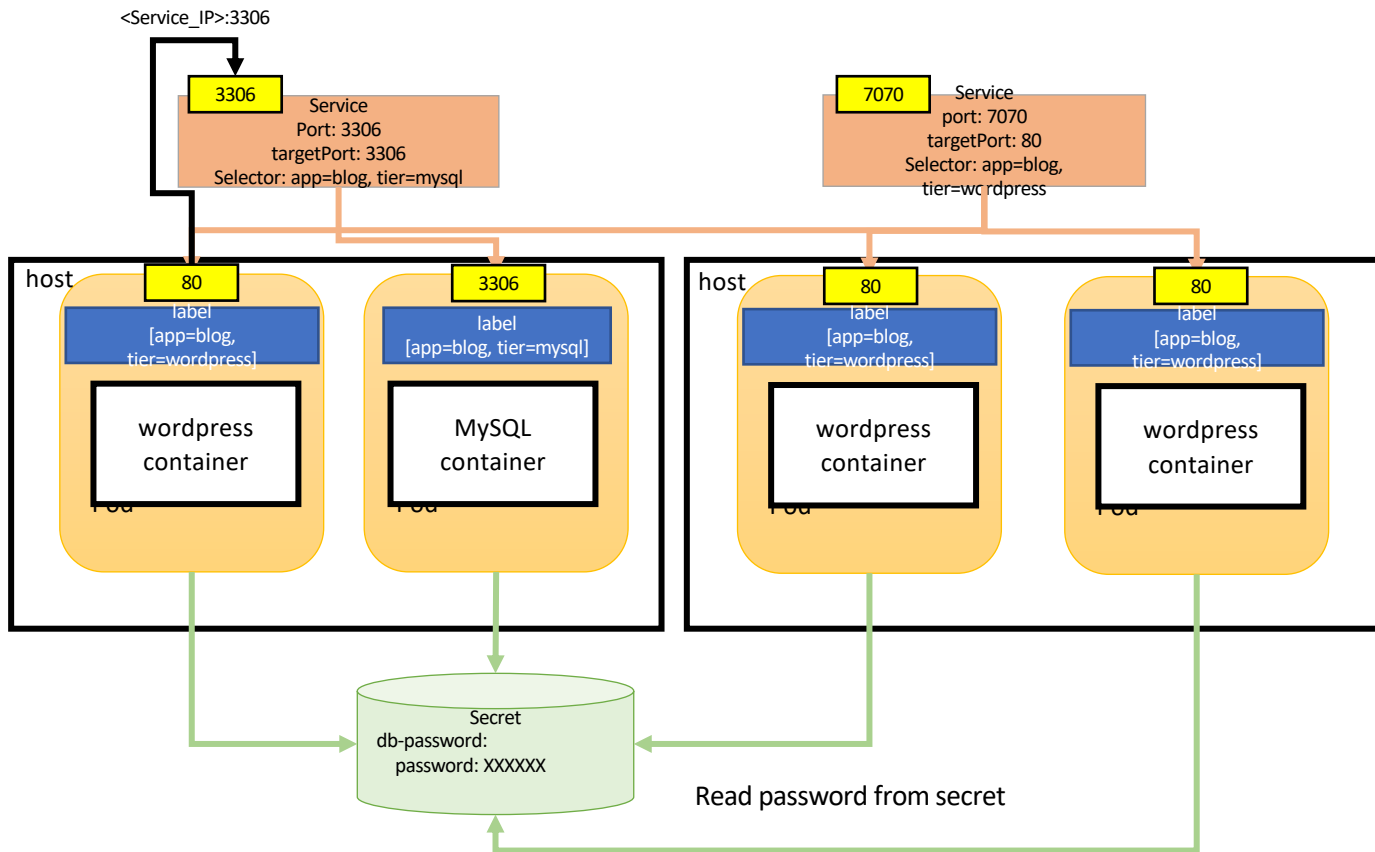 <Service_IP>:3306
3306
Service
Port: 3306
targetPort: 3306
Selector: app=blog, tier=mysql
7070
Service
port: 7070
targetPort: 80
Selector: app=blog,
tier=wordpress
host
80
label
[app=blog,
tier=wordpress]
wordpress
container
3306
label
[app=blog, tier=mysql]
MySQL
container
host
80
label
[app=blog,
tier=wordpress]
wordpress
container
80
label
[app=blog,
tier=wordpress]
wordpress
container
Secret
db-password:
password: XXXXXX
Read password from secret